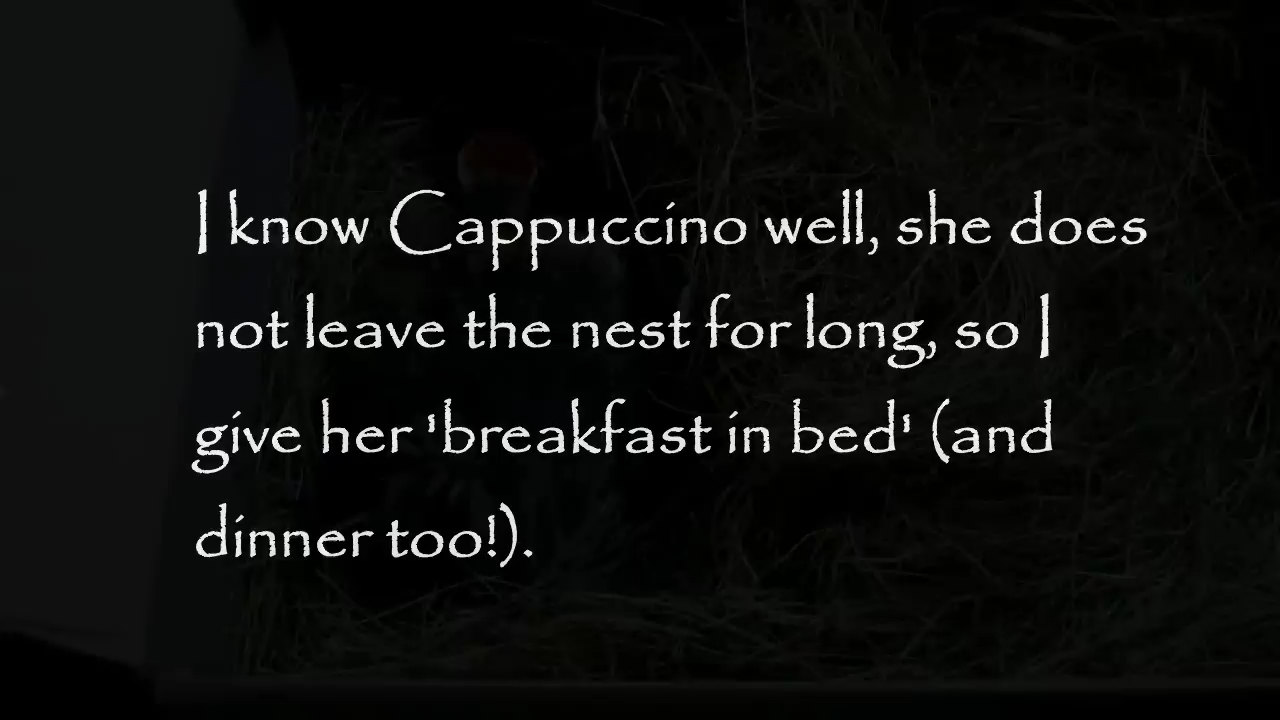 I know Cappuccino well, she does
not leave the nest for long, so I
give her 'breakfast in bed' (and
dinner too!).